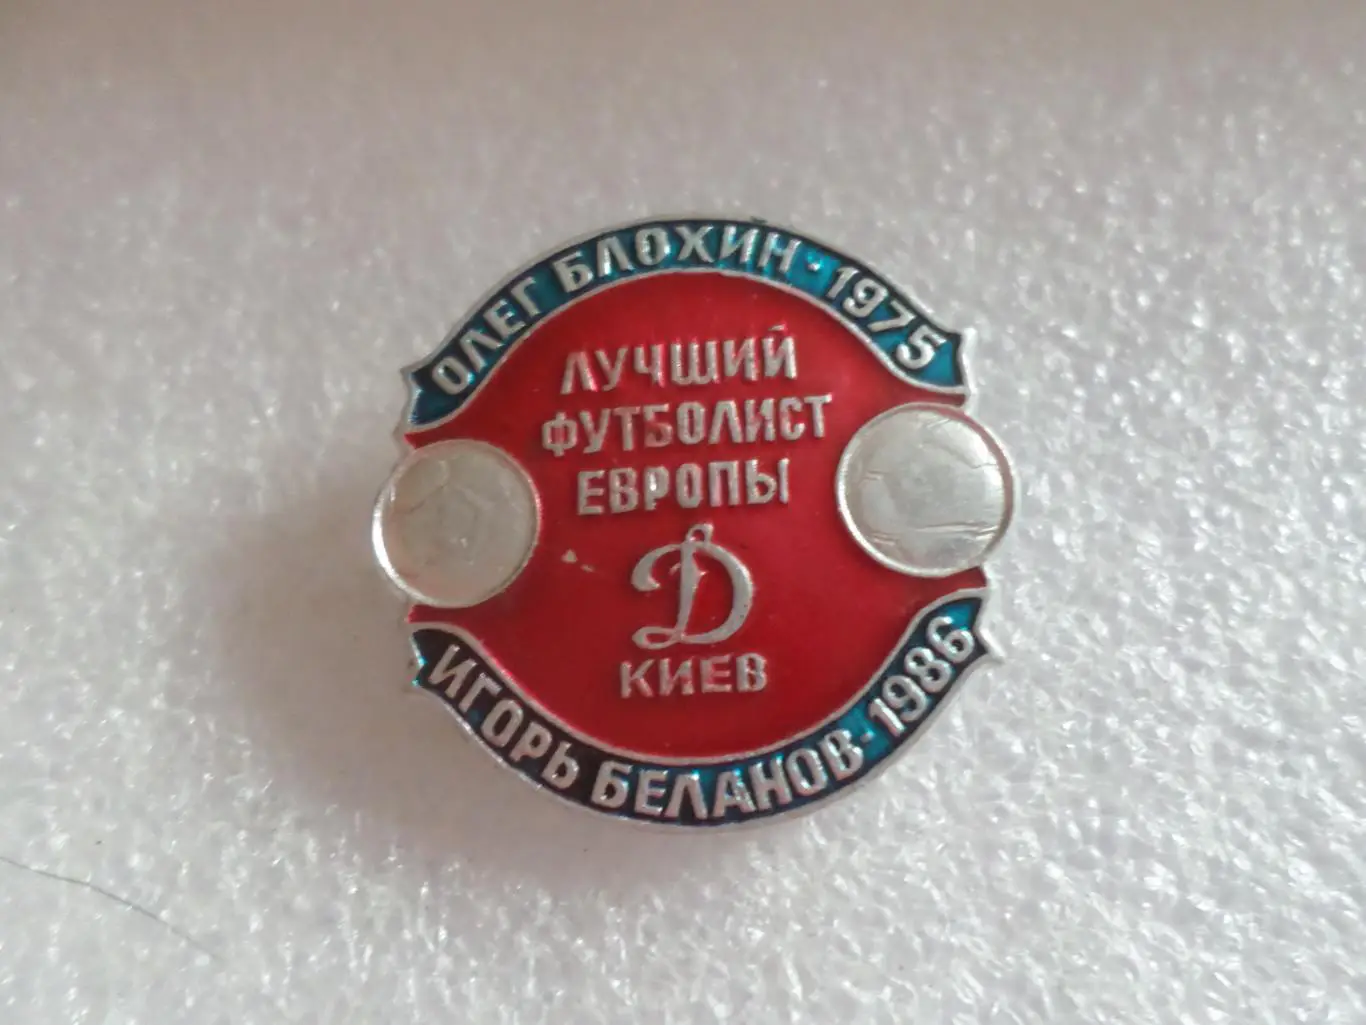 ОЛЕГ БЛОХИН · 1975
ЛУЧШИЙ
ФУТБОЛИСТ
ЕВРОПЫ
Д
КИЕВ
ИГОРЬ БЕЛАНОВ - 1986